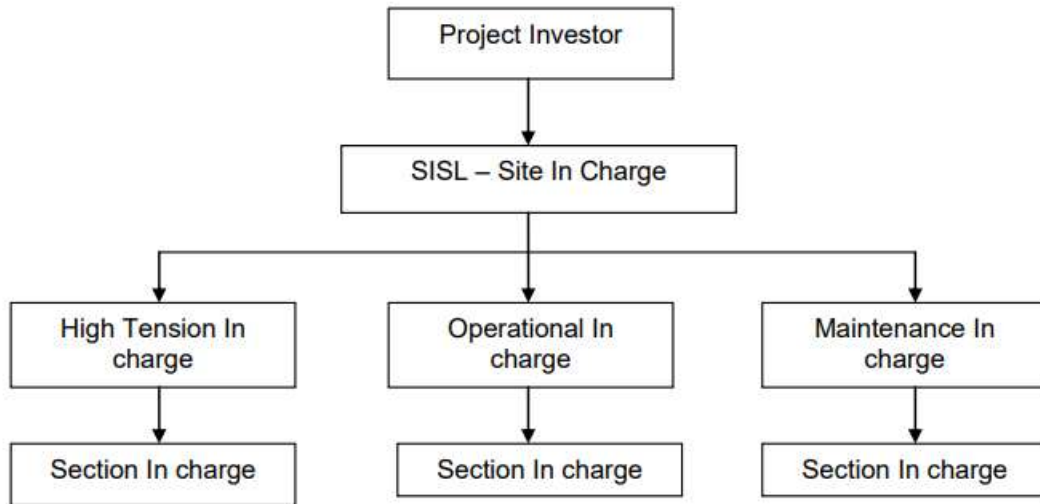 Project Investor
SISL – Site In Charge
High Tension In
charge
Operational In
charge
Maintenance In
charge
Section In charge
Section In charge
Section In charge